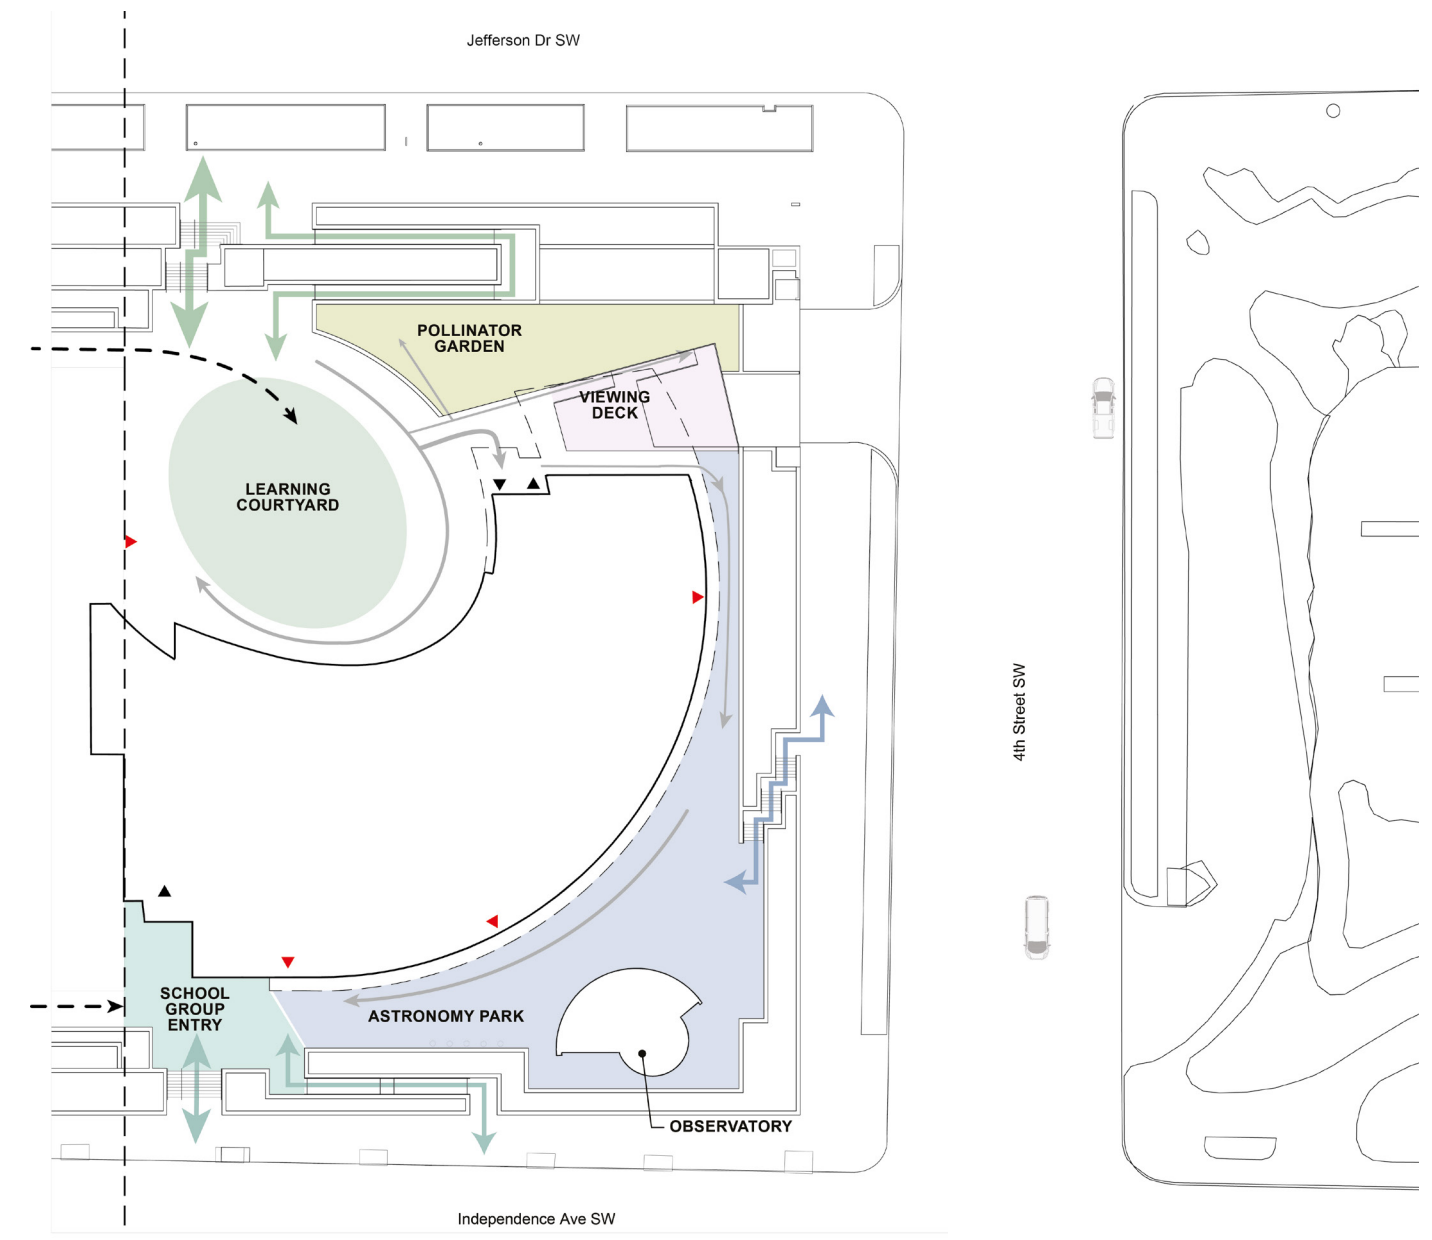 Jefferson Dr SW
POLLINATOR
GARDEN
VIEWING
DECK
LEARNING
COURTYARD
4th Street SW
SCHOOL
GROUP
ENTRY
ASTRONOMY PARK
OBSERVATORY
Independence Ave SW